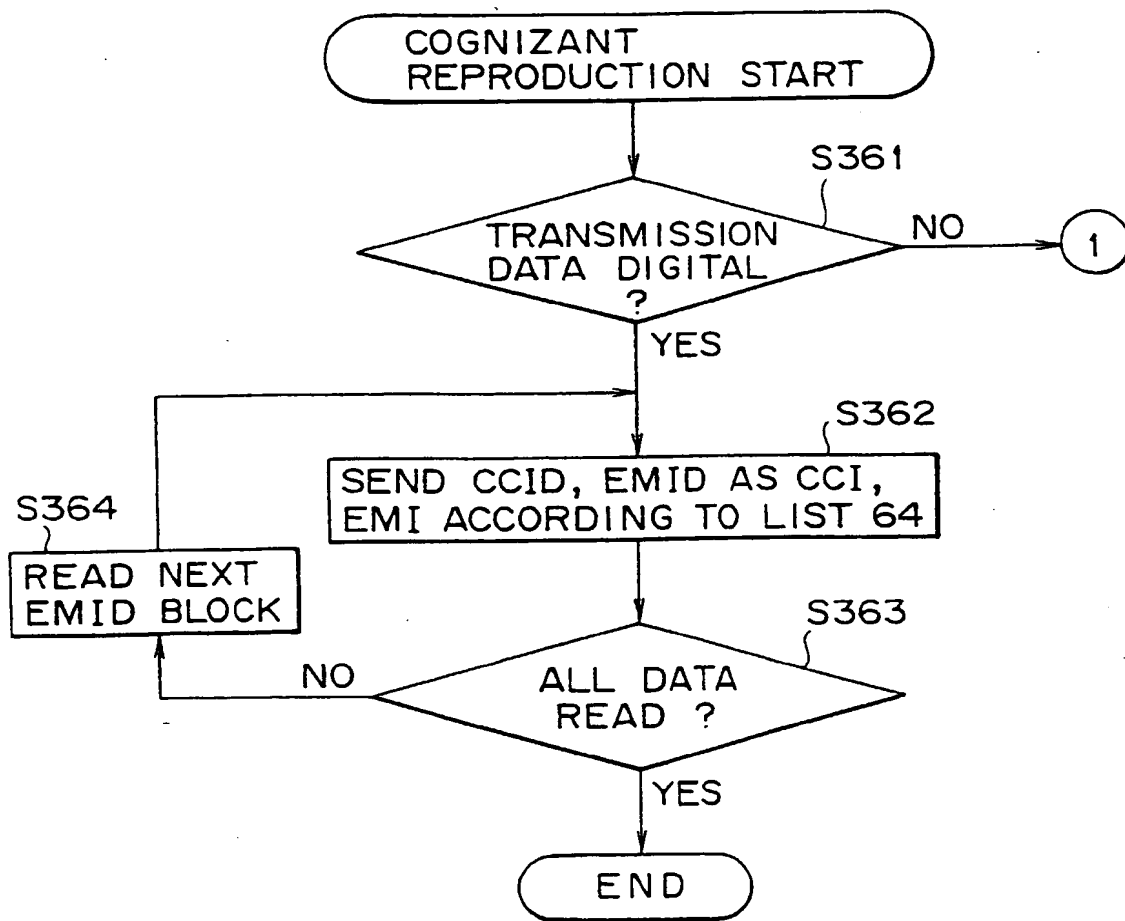 COGNIZANT
REPRODUCTION START
S361
TRANSMISSION
DATA DIGITAL
?
NO
1
YES
S362
SEND CCID, EMID AS CCI,
EMI ACCORDING TO LIST 64
S364
READ NEXT
EMID BLOCK
S363
NO
ALL DATA
READ ?
YES
END